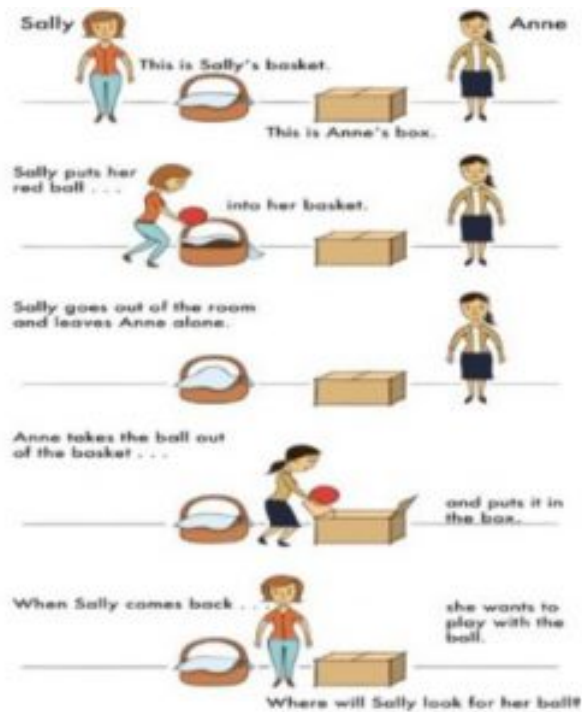 Sally
Anne
This is Sally's basket.
This is Anne's box.
Sally puts her
red ball . . .
into her basket.
Sally goes out of the room
and leaves Anne alone.
Anne takes the ball out
of the basket . . .
and puts it in
the box.
When Sally comes back . . .
she wants to
play with the
ball.
Where will Sally look for her ball?